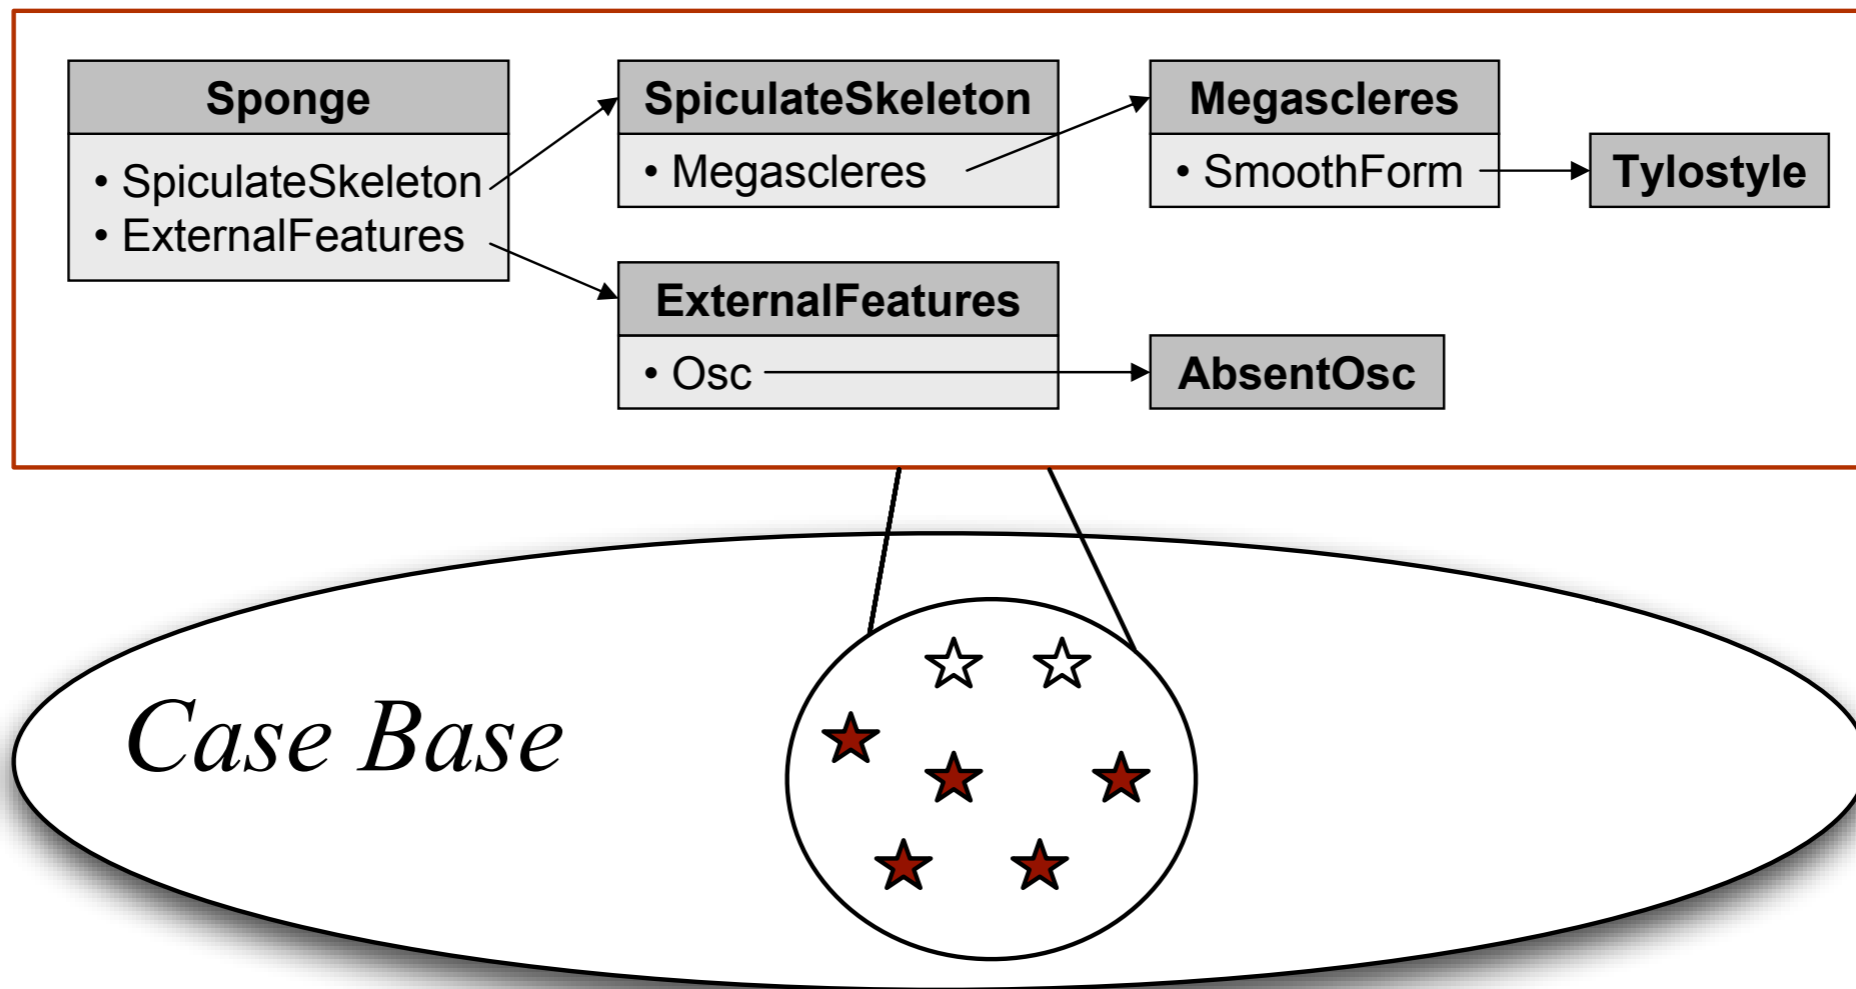 Sponge
• SpiculateSkeleton
• ExternalFeatures
SpiculateSkeleton
• Megascleres
Megascleres
• SmoothForm
Tylostyle
ExternalFeatures
• Osc
AbsentOsc
Case Base